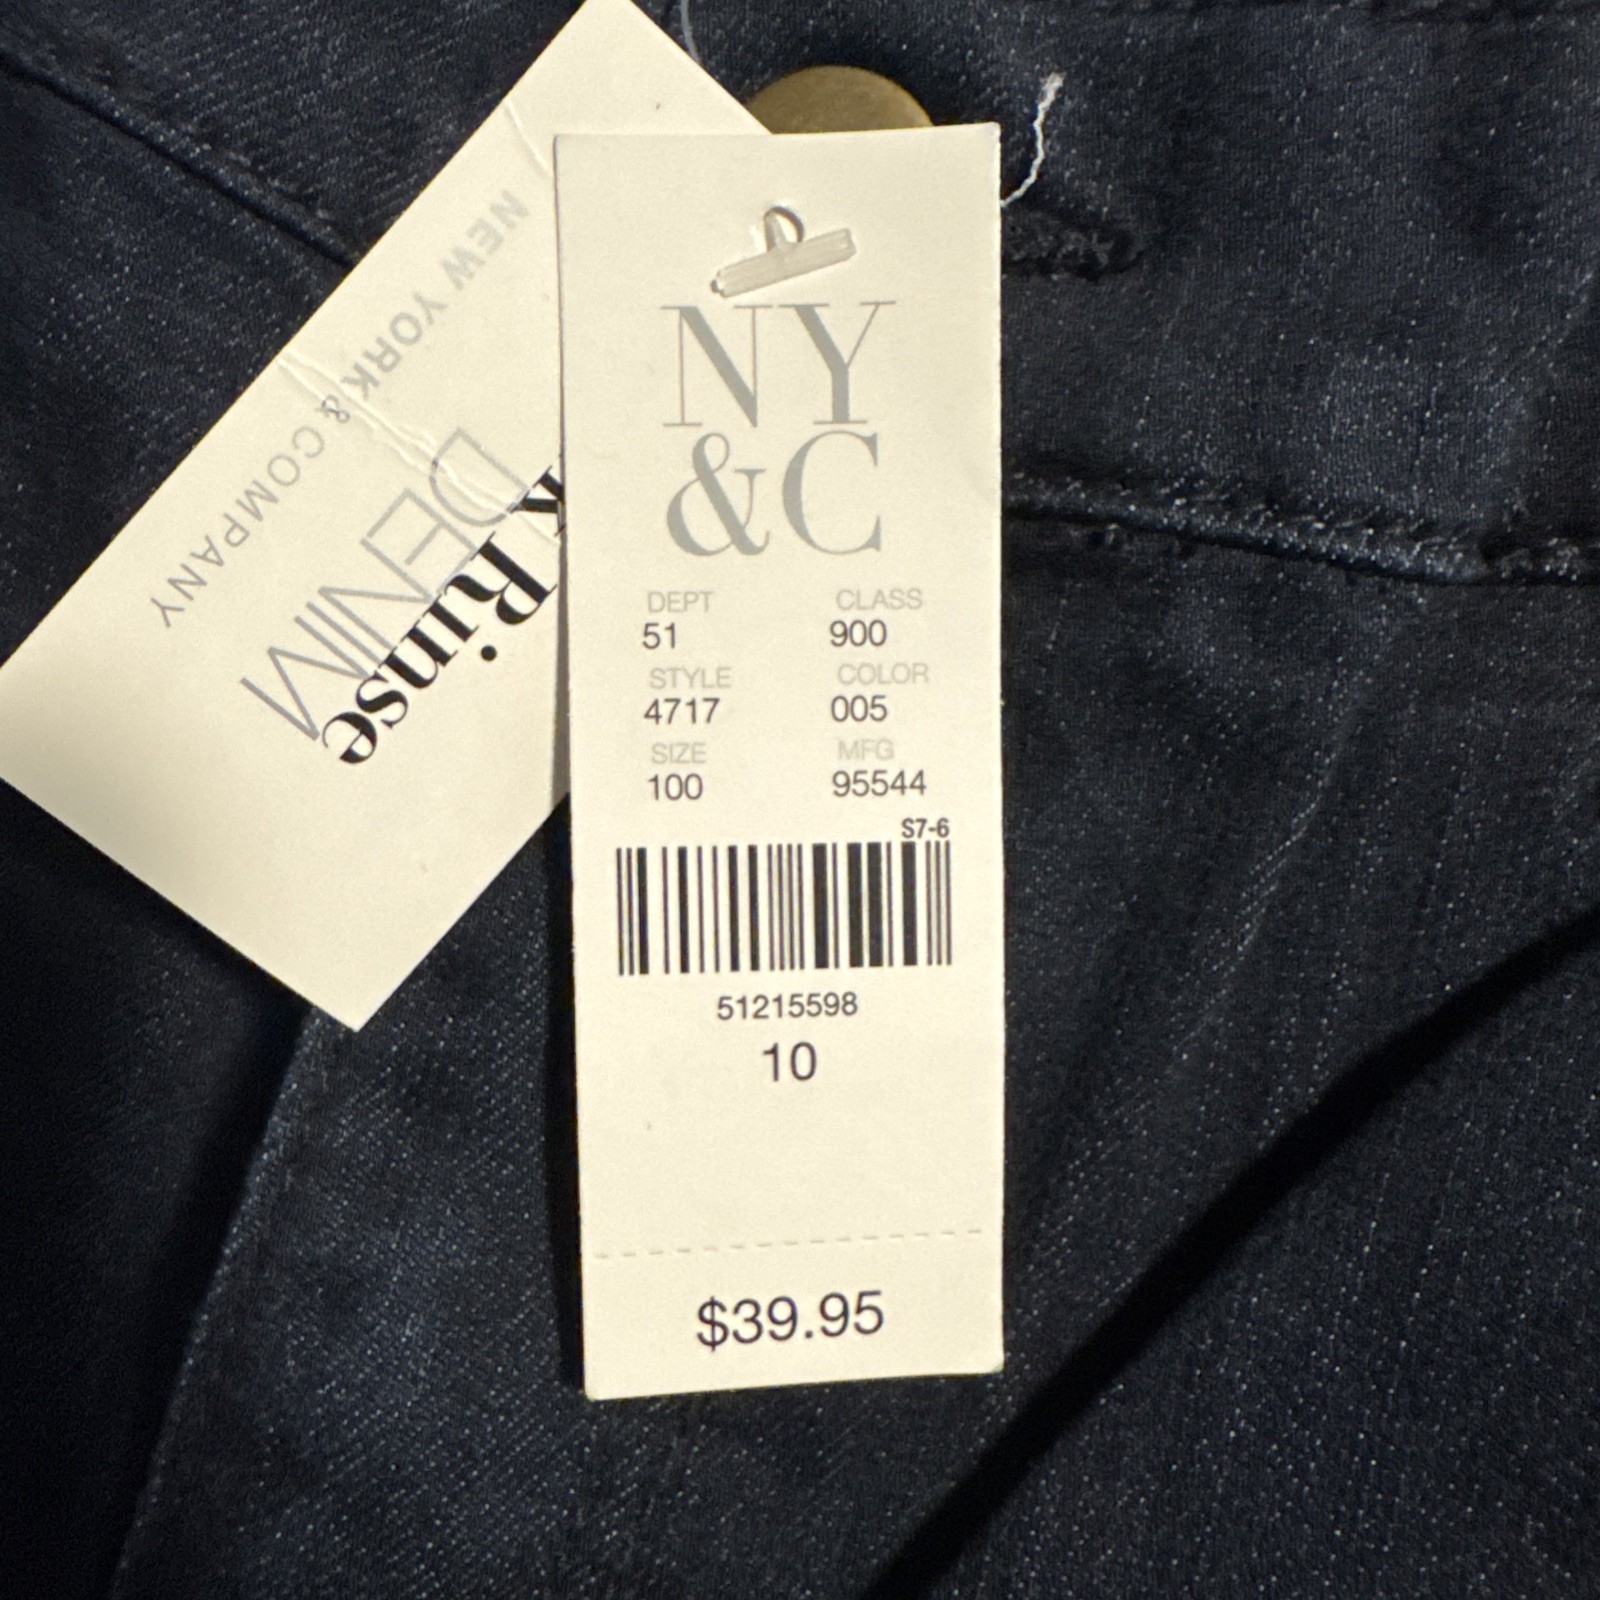 NEW YORK & COMPANY
DENIM
Rinse
NY
&C
DEPT CLASS
51 900
STYLE COLOR
4717 005
SIZE MFG
100 95544
S7-6
51215598
10
$39.95